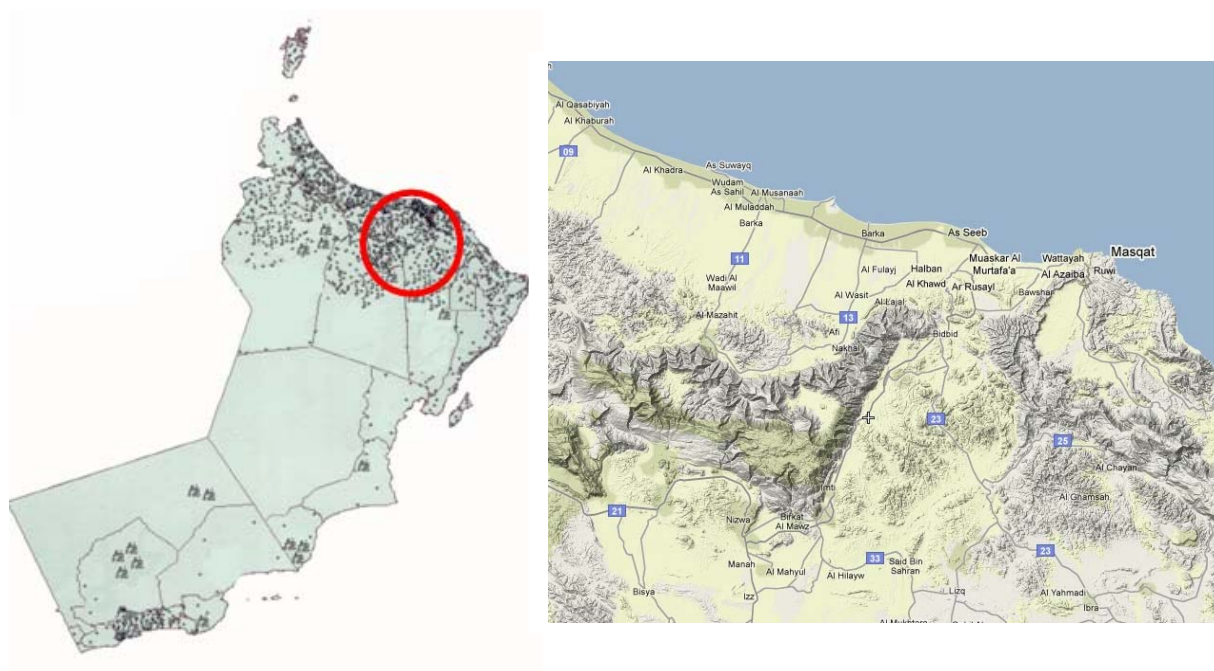 Al Qasabiyah
Al Khaburah
09
As Suwayq
Al Khadra
Wudam
As Sahil
Al Musanaah
Al Muladdah
Barka
Barka
As Seeb
11
Muaskar Al
Murtafa'a
Wattayah
Masqat
Al Fulayj
Halban
Al Azaiba
Ruwi
Wadi Al
Maawil
Al Khawd
Ar Rusayl
Bawshar
Al Wasit
Al Lajal
Al Mazahit
13
Afi
Bidbid
Nakhal
23
25
Al Chayan
Imti
Al Ghamsah
21
Nizwa
Birkat
Al Mawz
23
Manah
Al Mahyul
33
Said Bin
Sahran
Al Hilayw
Bisya
Izz
Lizq
Al Yahmadi
Ibra